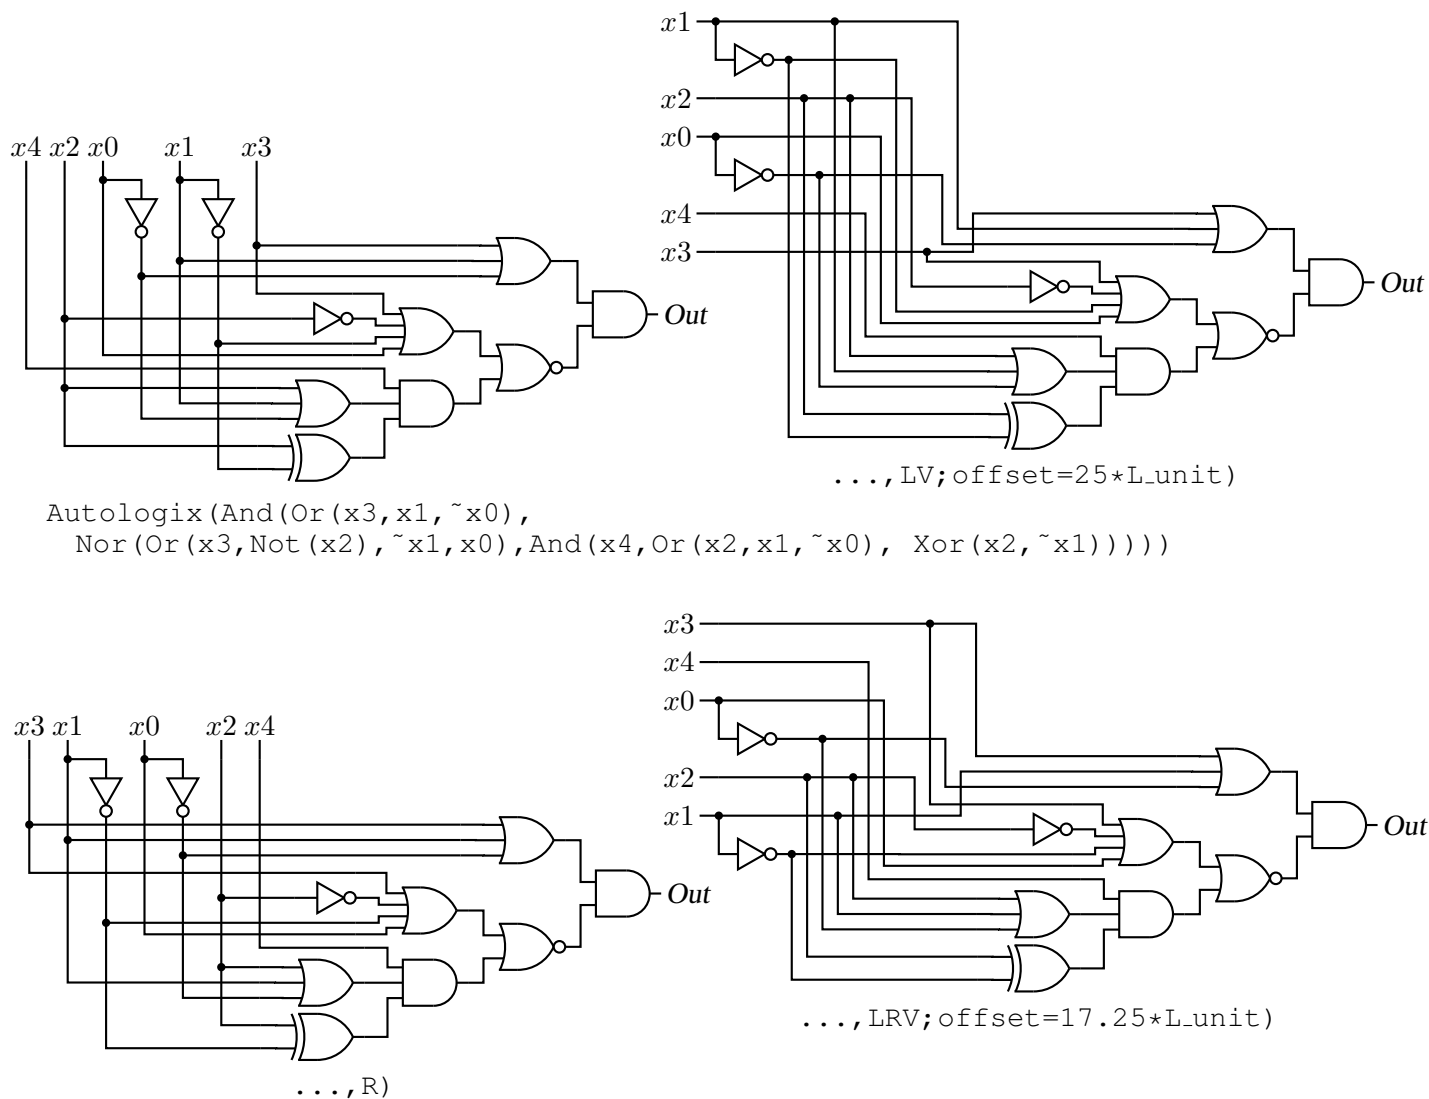 x1
x2
x0
x4
x3
Out
...,LV;offset=25*L_unit)
x4 x2 x0 x1 x3
Out
Autologix(And(Or(x3,x1,~x0),
Nor(Or(x3,Not(x2),~x1,x0),And(x4,Or(x2,x1,~x0), Xor(x2,~x1)))))
x3 x1 x0 x2 x4
Out
...,R)
x3
x4
x0
x2
x1
Out
...,LRV;offset=17.25*L_unit)